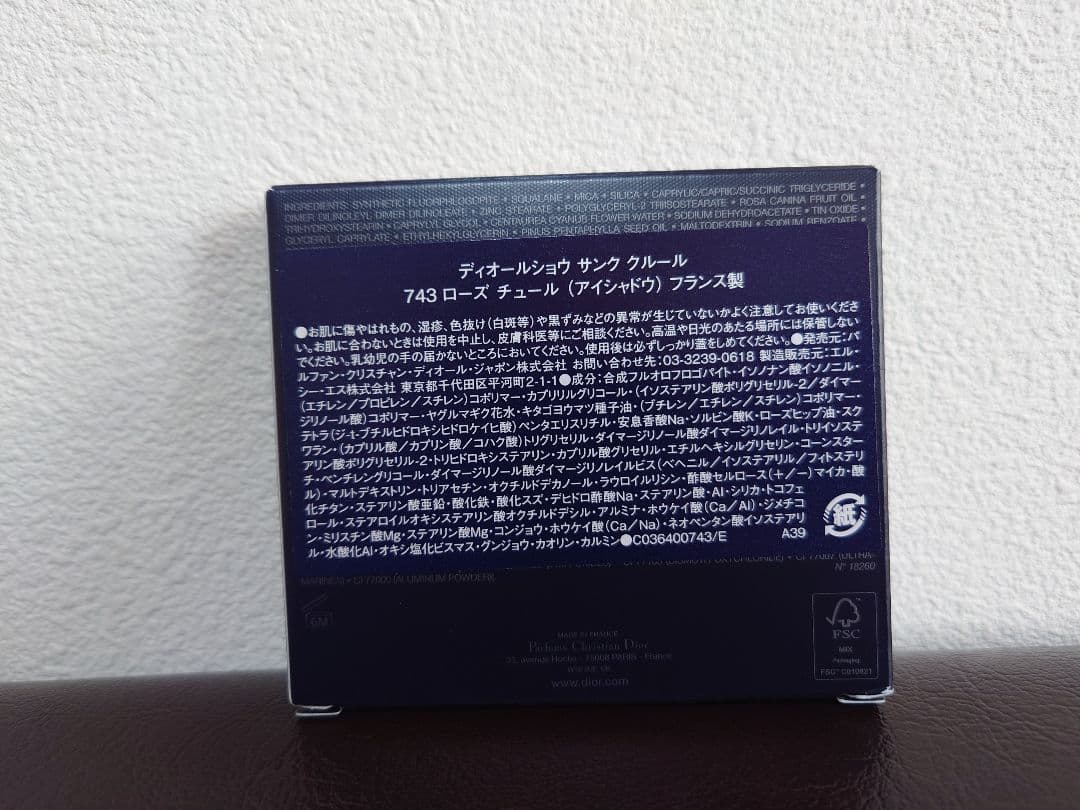 INGREDIENTS: SYNTHETIC FLUORPHLOGOPITE • SQUALANE • MICA • SILICA • CAPRYLIC/CAPRIC/SUCCINIC TRIGLYCERIDE •
DIMER DILINOLEYL DIMER DILINOLEATE • ZINC STEARATE • POLYGLYCERYL-2 TRIISOSTEARATE • ROSA CANINA FRUIT OIL •
TRIHYDROXYSTEARIN • CAPRYLYL GLYCOL • CENTAUREA CYANUS FLOWER WATER • SODIUM DEHYDROACETATE • TIN OXIDE •
GLYCERYL CAPRYLATE • ETHYLHEXYLGLYCERIN • PINUS PENTAPHYLLA SEED OIL • MALTODEXTRIN • SODIUM BENZOATE
ディオールショウ サンク クルール
743 ローズ チュール (アイシャドウ) フランス製
●お肌に傷やはれもの、湿疹、色抜け(白斑等)や黒ずみなどの異常が生じていないかよく注意してお使いくださ
い。お肌に合わないときは使用を中止し、皮膚科医等にご相談ください。高温や日光のあたる場所には保管しない
でください。乳幼児の手の届かないところにおいてください。使用後は必ずしっかり蓋をしめてください。●発売元:パ
ルファン・クリスチャン・ディオール・ジャポン株式会社 お問い合わせ先:03-3239-0618 製造販売元:エル・
シー・エス株式会社 東京都千代田区平河町2-1-1●成分:合成フルオロフロゴパイト・イソノナン酸イソノニル・
(エチレン/プロピレン/スチレン)コポリマー・カプリリルグリコール・(イソステアリン酸ポリグリセリル-2/ダイマー
ジリノール酸)コポリマー・ヤグルマギク花水・キタゴヨウマツ種子油・(ブチレン/エチレン/スチレン)コポリマー・
テトラ(ジ-t-ブチルヒドロキシヒドロケイヒ酸)ペンタエリスリチル・安息香酸Na・ソルビン酸K・ローズヒップ油・スク
ワラン・(カプリル酸/カプリン酸/コハク酸)トリグリセリル・ダイマージリノール酸ダイマージリノレイル・トリイソステ
アリン酸ポリグリセリル-2・トリヒドロキシステアリン・カプリル酸グリセリル・エチルヘキシルグリセリン・コーンスター
チ・ペンチレングリコール・ダイマージリノール酸ダイマージリノレイルビス(ベヘニル/イソステアリル/フィトステリ
ル)・マルトデキストリン・トリアセチン・オクチルドデカノール・ラウロイルリシン・酢酸セルロース(+/−)マイカ・酸
化チタン・ステアリン酸亜鉛・酸化鉄・酸化スズ・デヒドロ酢酸Na・ステアリン酸・Al・シリカ・トコフェ
ロール・ステアロイルオキシステアリン酸オクチルドデシル・アルミナ・ホウケイ酸(Ca/Al)・ジメチコ
ン・ミリスチン酸Mg・ステアリン酸Mg・コンジョウ・ホウケイ酸(Ca/Na)・ネオペンタン酸イソステアリ
ル・水酸化Al・オキシ塩化ビスマス・グンジョウ・カオリン・カルミン●C036400743/E A39
紙
MARINES) • CI 77000 (ALUMINUM POWDER)]. N° 18260
6M
MADE IN FRANCE
Parfums Christian Dior
33, avenue Hoche - 75008 PARIS - France
www.dior.com
FSC
MIX
Packaging
FSC™ C010621